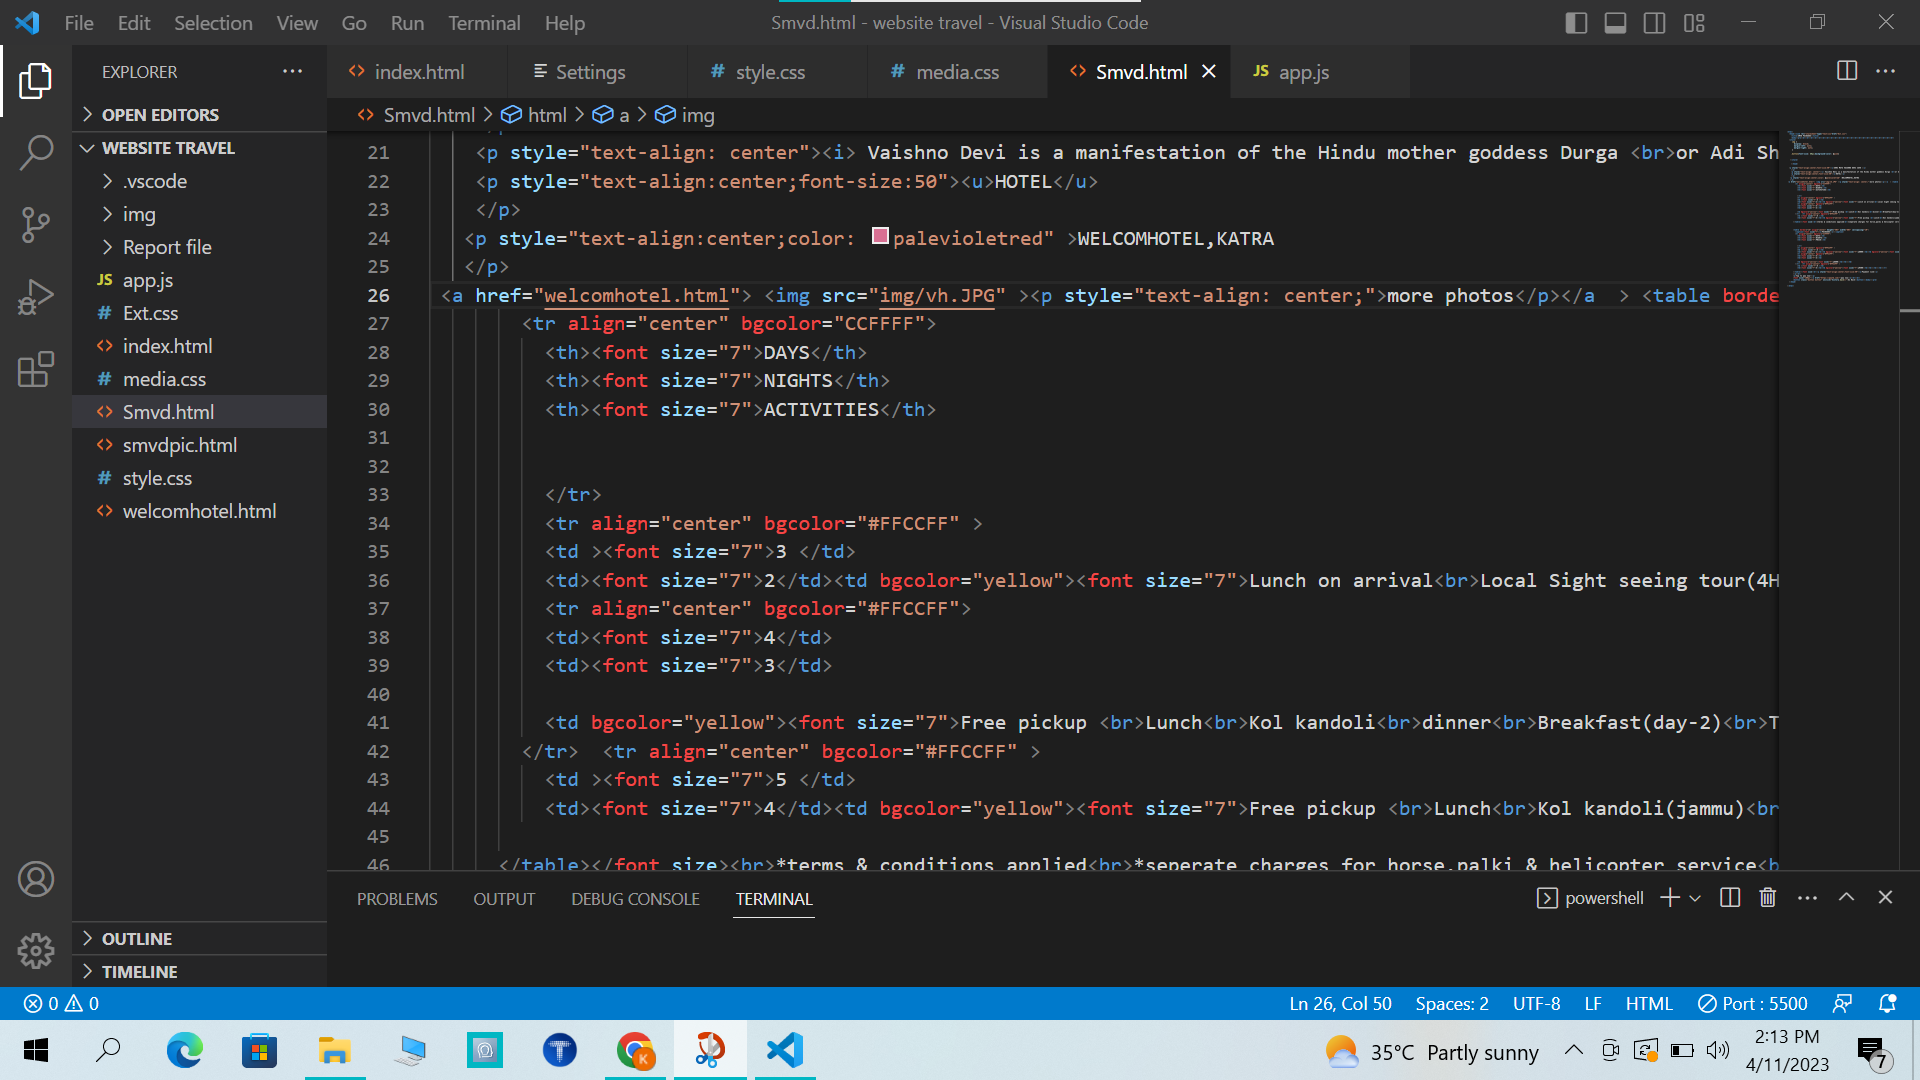 File Edit Selection View Go Run Terminal Help
Smvd.html - website travel - Visual Studio Code
EXPLORER
OPEN EDITORS
WEBSITE TRAVEL
.vscode
img
Report file
JS app.js
# Ext.css
<> index.html
# media.css
<> Smvd.html
<> smvdpic.html
# style.css
<> welcomhotel.html
OUTLINE
TIMELINE
<> index.html Settings # style.css # media.css <> Smvd.html JS app.js
<> Smvd.html > html > a > img
21 <p style="text-align: center"><i> Vaishno Devi is a manifestation of the Hindu mother goddess Durga <br>or Adi Sh
22 <p style="text-align:center;font-size:50"><u>HOTEL</u>
23 </p>
24 <p style="text-align:center;color: palevioletred" >WELCOMHOTEL,KATRA
25 </p>
26 <a href="welcomhotel.html"> <img src="img/vh.JPG" ><p style="text-align: center;">more photos</p></a  > <table borde
27 <tr align="center" bgcolor="CCFFFF">
28 <th><font size="7">DAYS</th>
29 <th><font size="7">NIGHTS</th>
30 <th><font size="7">ACTIVITIES</th>
31
32
33 </tr>
34 <tr align="center" bgcolor="#FFCCFF" >
35 <td ><font size="7">3 </td>
36 <td><font size="7">2</td><td bgcolor="yellow"><font size="7">Lunch on arrival<br>Local Sight seeing tour(4H
37 <tr align="center" bgcolor="#FFCCFF">
38 <td><font size="7">4</td>
39 <td><font size="7">3</td>
40
41 <td bgcolor="yellow"><font size="7">Free pickup <br>Lunch<br>Kol kandoli<br>dinner<br>Breakfast(day-2)<br>T
42 </tr>  <tr align="center" bgcolor="#FFCCFF" >
43 <td ><font size="7">5 </td>
44 <td><font size="7">4</td><td bgcolor="yellow"><font size="7">Free pickup <br>Lunch<br>Kol kandoli(jammu)<br
45
46 </table></font size><br>*terms & conditions applied<br>*seperate charges for horse,palki & helicopter service<b
PROBLEMS OUTPUT DEBUG CONSOLE TERMINAL
powershell
0 0
Ln 26, Col 50 Spaces: 2 UTF-8 LF HTML Port : 5500
35°C Partly sunny
2:13 PM
4/11/2023
7